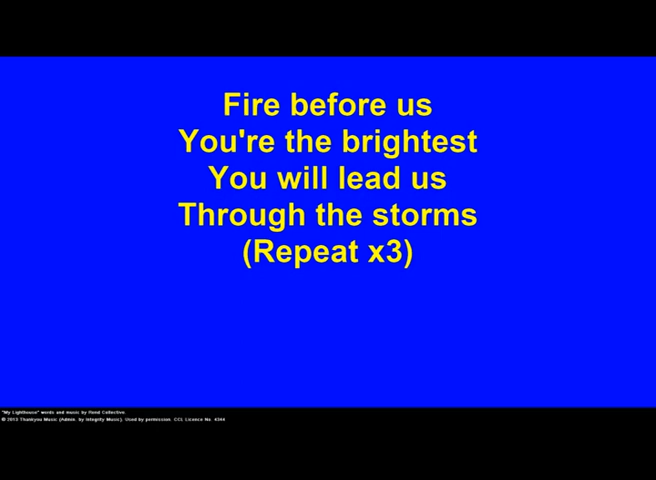 Fire before us
You're the brightest
You will lead us
Through the storms
(Repeat x3)
"My Lighthouse" words and music by Rend Collective
© 2013 Thankyou Music (Admin. by Integrity Music). Used by permission. CCL Licence No. 4344